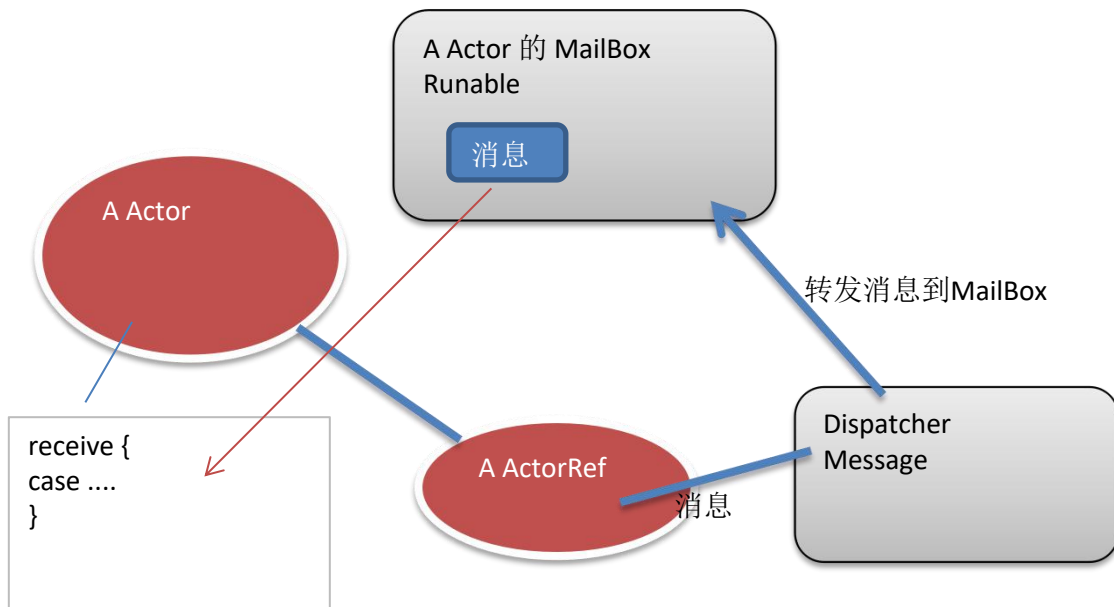 A Actor 的 MailBox
Runable
消息
A Actor
转发消息到MailBox
receive {
case ....
}
A ActorRef
消息
Dispatcher
Message